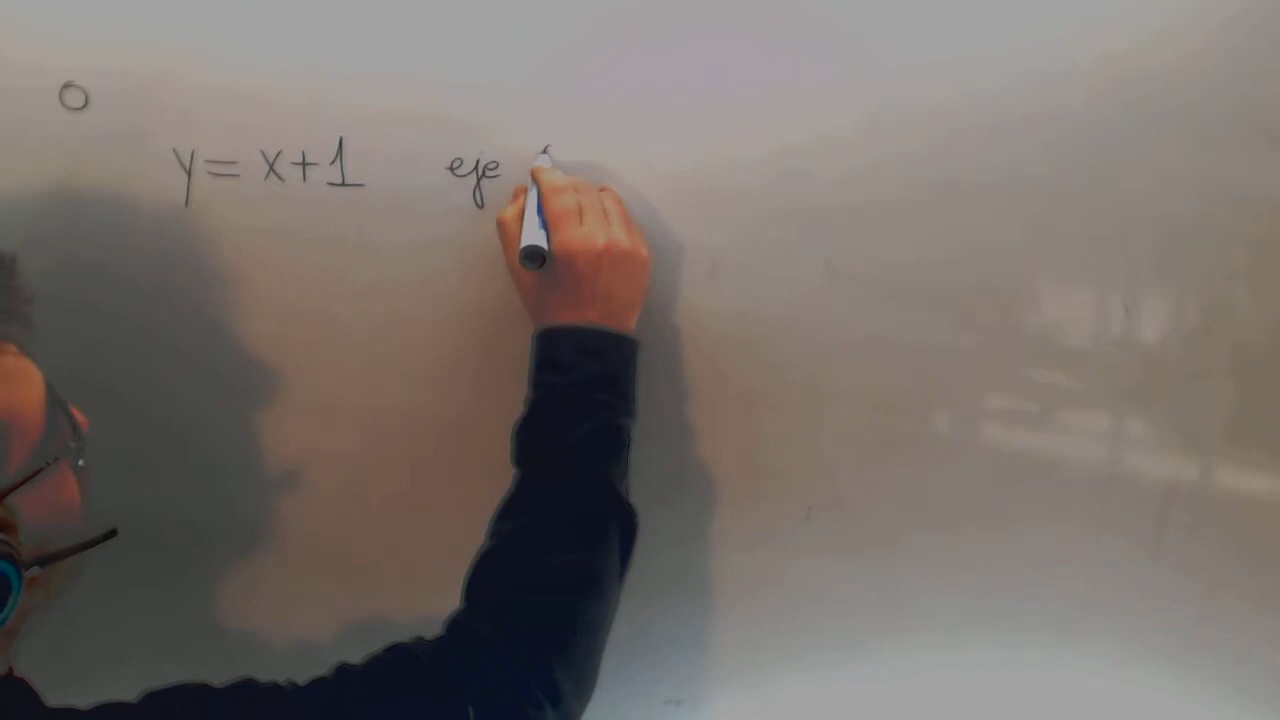 y = x+1 eje